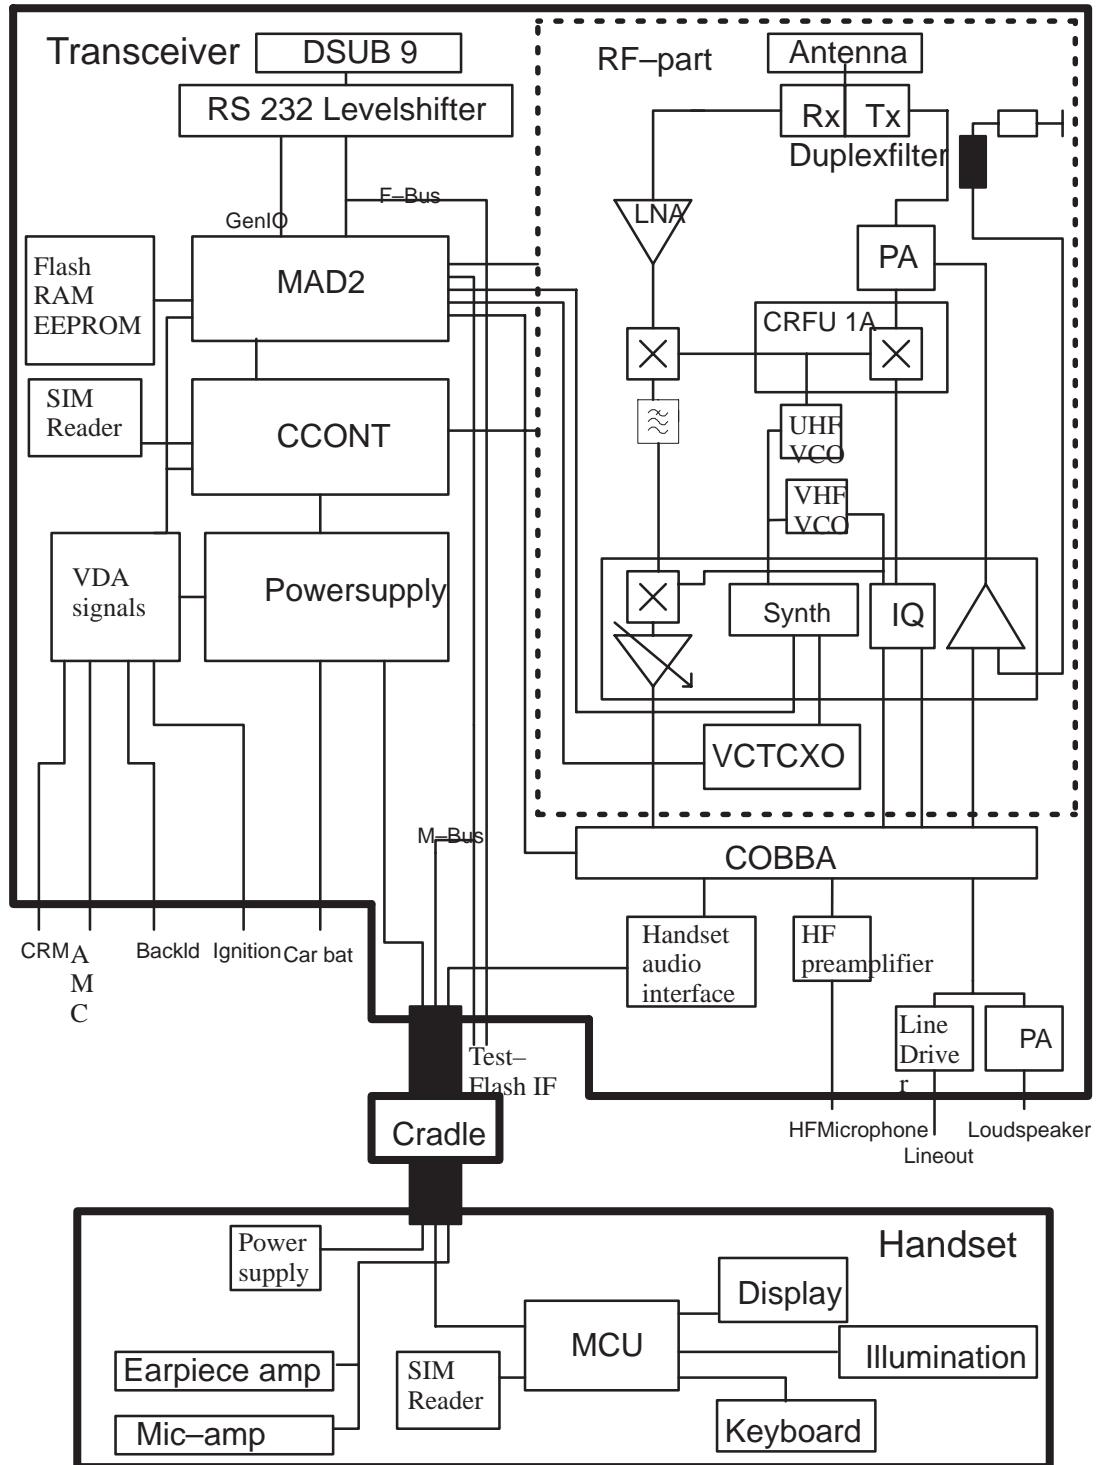 Transceiver
DSUB 9
RS 232 Levelshifter
F–Bus
GenIO
Flash
RAM
EEPROM
MAD2
SIM
Reader
CCONT
VDA
signals
Powersupply
M–Bus
CRM
A
M
C
BackId
Ignition
Car bat
RF–part
Antenna
Rx
Tx
Duplexfilter
LNA
PA
CRFU 1A
UHF
VCO
VHF
VCO
Synth
IQ
VCTCXO
COBBA
Handset
audio
interface
HF
preamplifier
Line
Drive
r
PA
Test–
Flash IF
HFMicrophone
Lineout
Loudspeaker
Cradle
Handset
Power
supply
Display
MCU
Illumination
Earpiece amp
SIM
Reader
Mic–amp
Keyboard